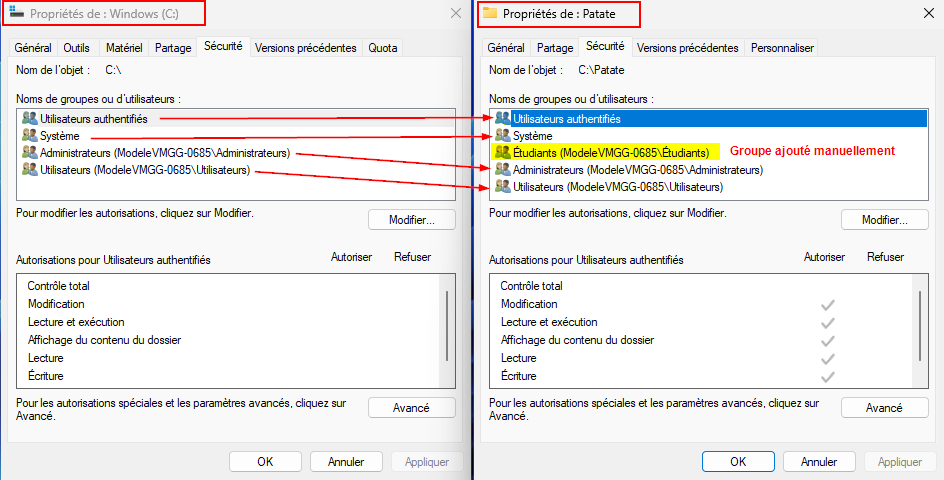 Propriétés de : Windows (C:)
Général Outils Matériel Partage Sécurité Versions précédentes Quota
Nom de l'objet : C:\
Noms de groupes ou d'utilisateurs :
Utilisateurs authentifiés
Système
Administrateurs (ModeleVMGG-0685\Administrateurs)
Utilisateurs (ModeleVMGG-0685\Utilisateurs)
Pour modifier les autorisations, cliquez sur Modifier.
Modifier...
Autorisations pour Utilisateurs authentifiés Autoriser Refuser
Contrôle total
Modification
Lecture et exécution
Affichage du contenu du dossier
Lecture
Écriture
Pour les autorisations spéciales et les paramètres avancés, cliquez sur
Avancé.
Avancé
OK Annuler Appliquer
Propriétés de : Patate
Général Partage Sécurité Versions précédentes Personnaliser
Nom de l'objet : C:\Patate
Noms de groupes ou d'utilisateurs :
Utilisateurs authentifiés
Système
Étudiants (ModeleVMGG-0685\Étudiants) Groupe ajouté manuellement
Administrateurs (ModeleVMGG-0685\Administrateurs)
Utilisateurs (ModeleVMGG-0685\Utilisateurs)
Pour modifier les autorisations, cliquez sur Modifier.
Modifier...
Autorisations pour Utilisateurs authentifiés Autoriser Refuser
Contrôle total
Modification
Lecture et exécution
Affichage du contenu du dossier
Lecture
Écriture
Pour les autorisations spéciales et les paramètres avancés, cliquez sur
Avancé.
Avancé
OK Annuler Appliquer